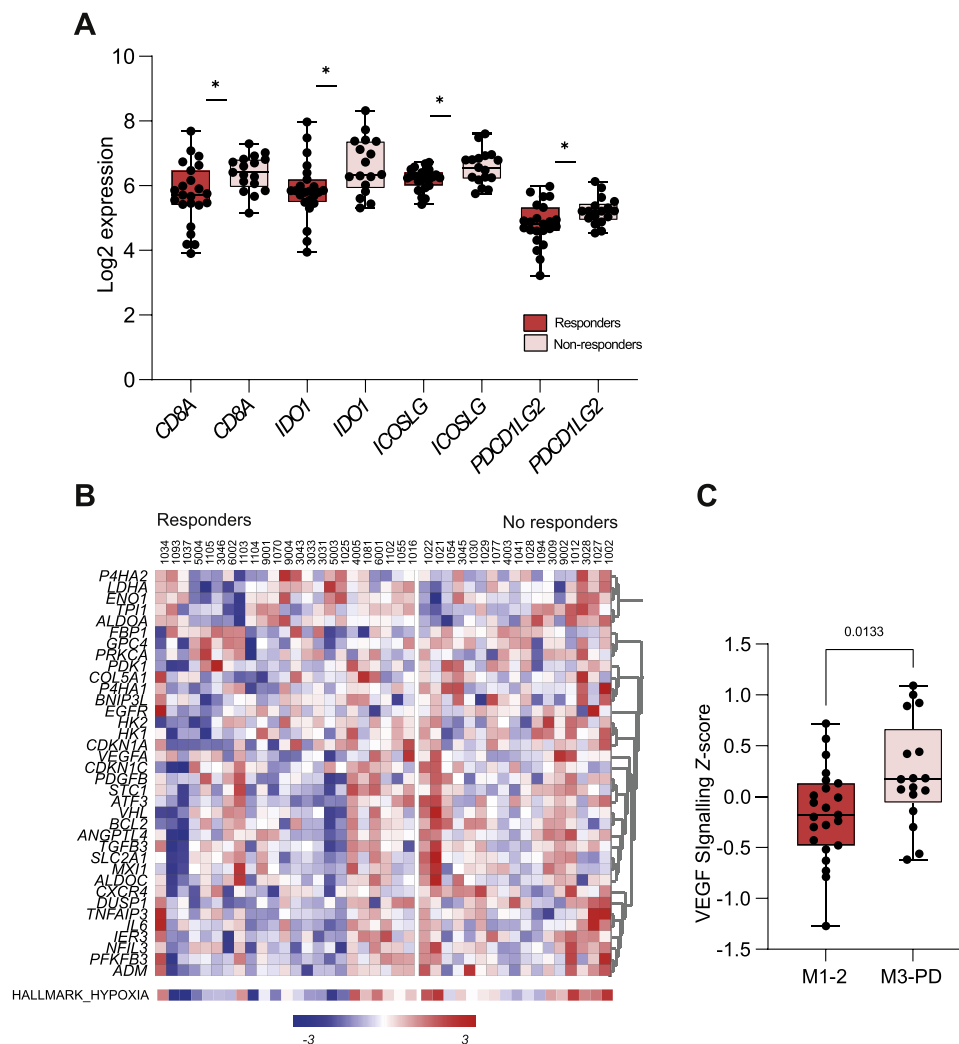 A
10
8
6
4
2
0
Log2 expression
*
*
*
*
Responders
Non-responders
CD8A
CD8A
IDO1
IDO1
ICOSLG
ICOSLG
PDCD1LG2
PDCD1LG2
B
Responders
No responders
1034 1093 1037 5004 1105 3046 6002 1103 1104 9001 1070 9004 3043 3033 3031 5003 1025 4005 1081 6001 1102 1055 1016 1022 1021 1054 3045 1030 1029 1077 4003 1041 1028 1094 3009 9002 1012 3028 1027 1002
P4HA2
LDHA
ENO1
TPI1
ALDOA
FBP1
GPC4
PRKCA
PDK1
COL5A1
P4HA1
BNIP3L
EGFR
HK2
HK1
CDKN1A
VEGFA
CDKN1C
PDGFB
STC1
ATF3
VHL
BCL2
ANGPTL4
TGFB3
SLC2A1
MXI1
ALDOC
CXCR4
DUSP1
TNFAIP3
IL6
IER3
NFIL3
PFKFB3
ADM
HALLMARK_HYPOXIA
-3
3
C
0.0133
1.5
1.0
0.5
0.0
-0.5
-1.0
-1.5
VEGF SIgnalling Z-score
M1-2
M3-PD